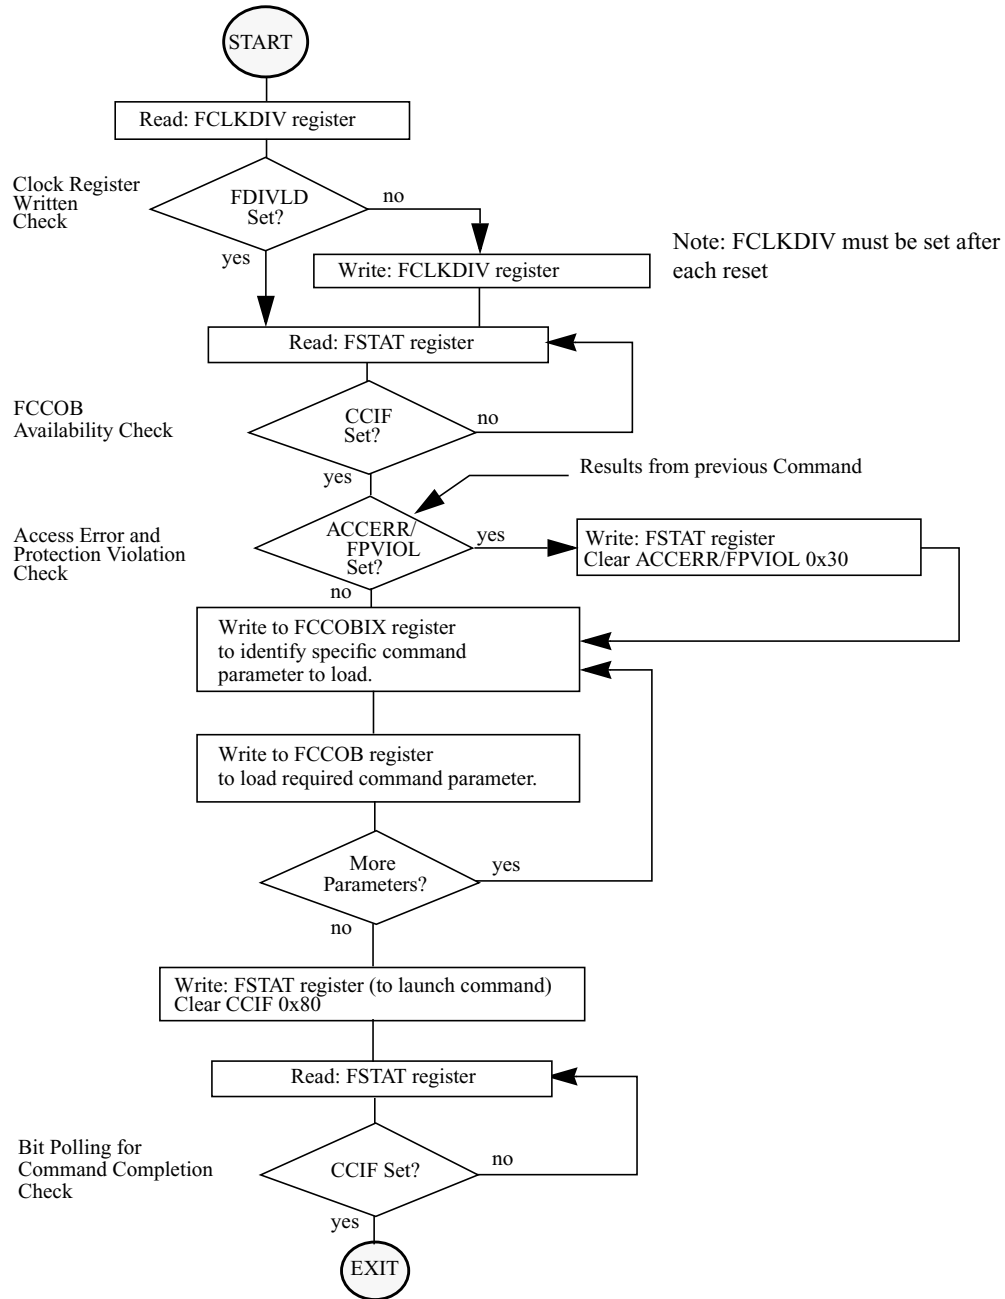 START
Read: FCLKDIV register
Clock Register
Written
Check
FDIVLD
Set?
no
yes
Note: FCLKDIV must be set after
each reset
Write: FCLKDIV register
Read: FSTAT register
FCCOB
Availability Check
CCIF
Set?
no
yes
Results from previous Command
Access Error and
Protection Violation
Check
ACCERR/
FPVIOL
Set?
yes
no
Write: FSTAT register
Clear ACCERR/FPVIOL 0x30
Write to FCCOBIX register
to identify specific command
parameter to load.
Write to FCCOB register
to load required command parameter.
More
Parameters?
yes
no
Write: FSTAT register (to launch command)
Clear CCIF 0x80
Read: FSTAT register
Bit Polling for
Command Completion
Check
CCIF Set?
no
yes
EXIT